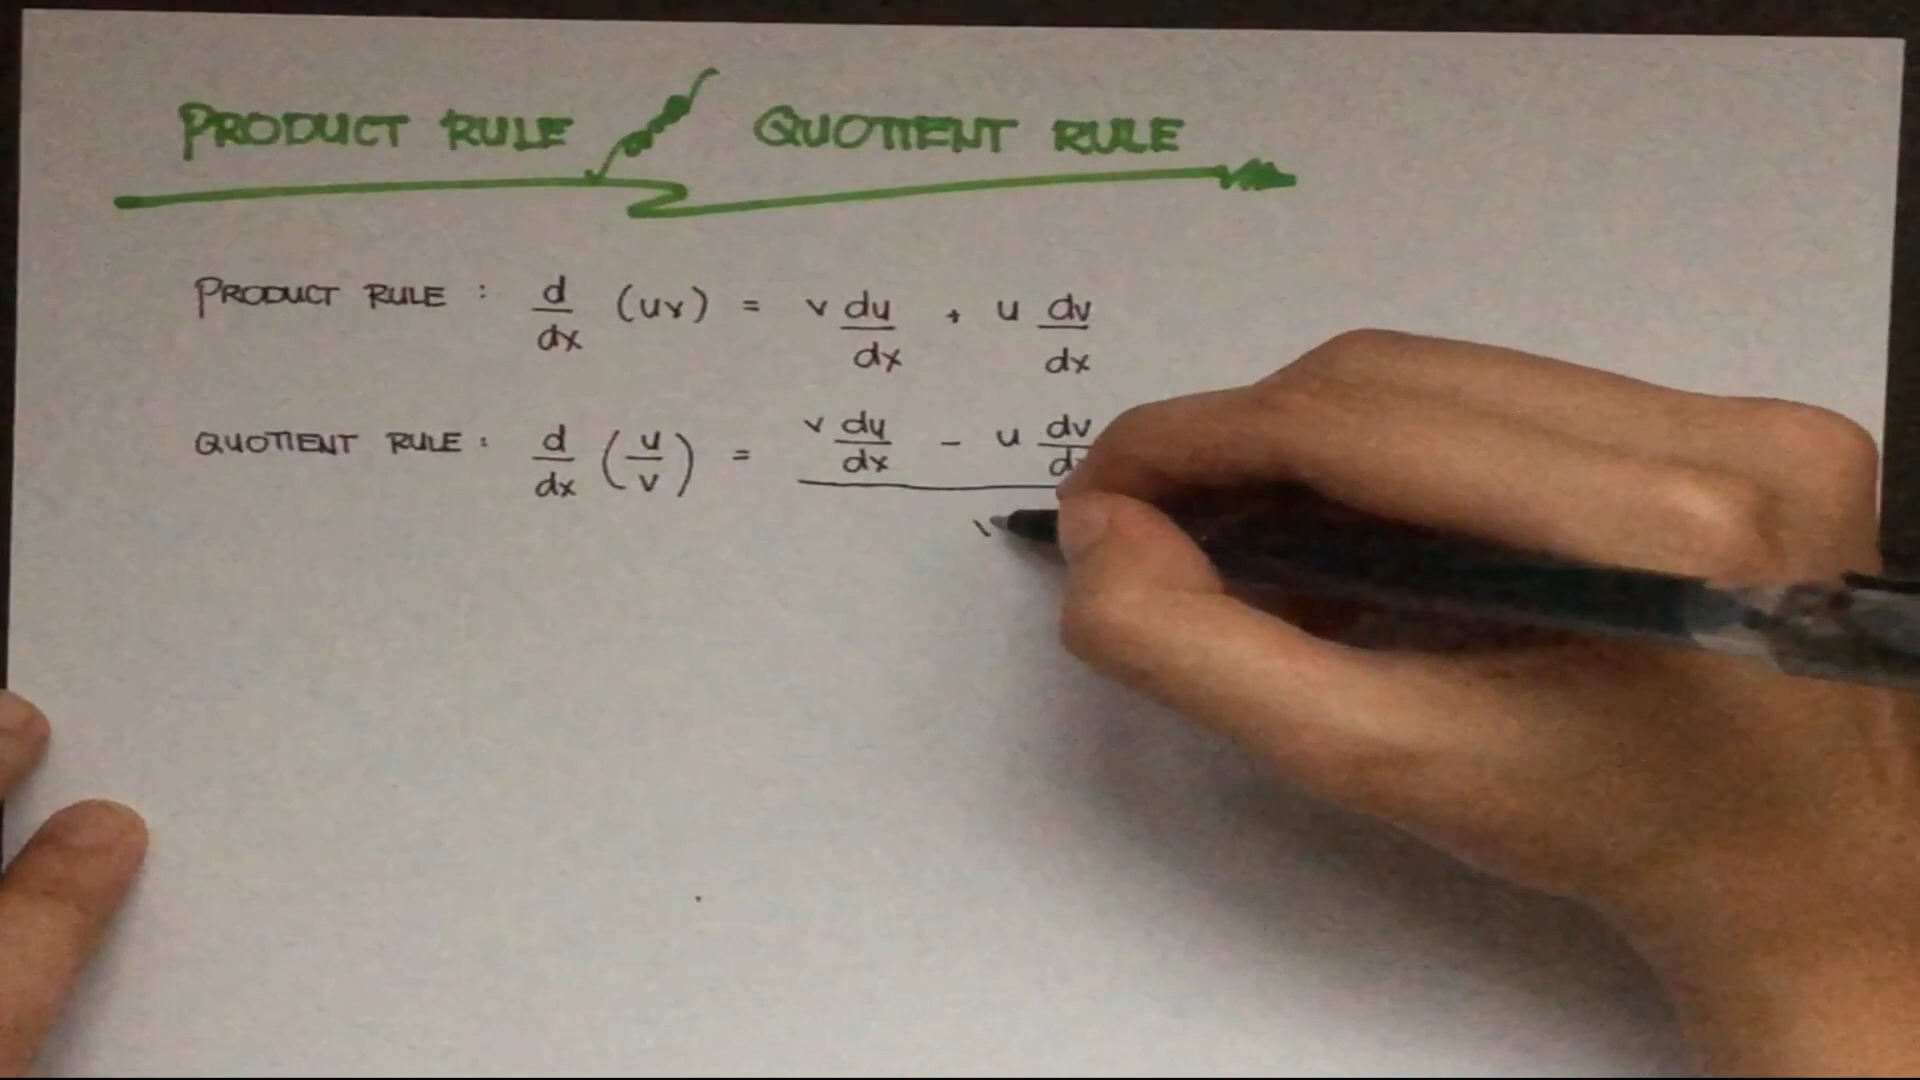 PRODUCT RULE / QUOTIENT RULE
PRODUCT RULE : d/dx (uv) = v du/dx + u dv/dx
QUOTIENT RULE : d/dx (u/v) = v du/dx - u dv/